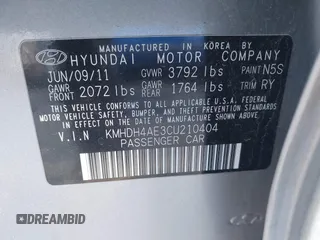 MANUFACTURED IN KOREA
HYUNDAI MOTOR COMPANY
JUN/09/11 GVWR 3792 lbs PAINT N5S
GAWR FRONT 2072 lbs GAWR REAR 1764 lbs TRIM RY
THIS VEHICLE CONFORMS TO ALL APPLICABLE
FEDERAL MOTOR VEHICLE SAFETY, BUMPER, AND
THEFT PREVENTION STANDARDS IN EFFECT ON THE
DATE OF MANUFACTURE SHOWN ABOVE.
V.I.N KMHDH4AE3CU210404
PASSENGER CAR
AUTOBIDMASTER